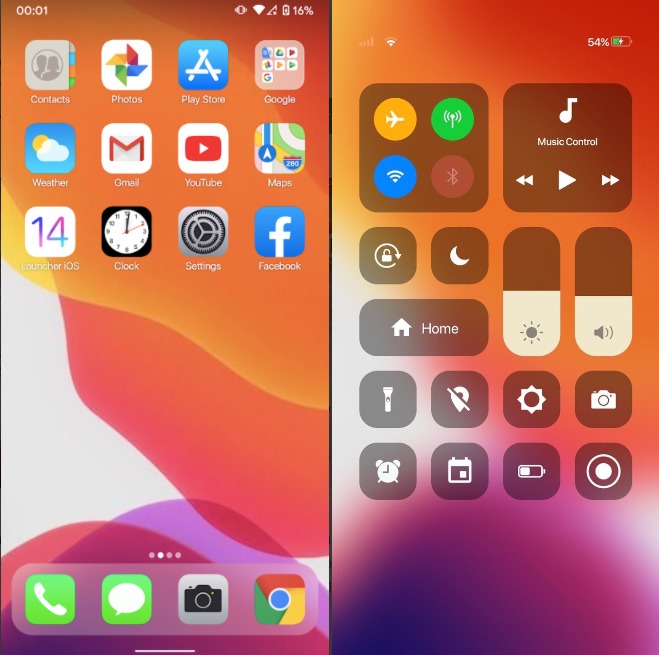 00:01
16%
Contacts
Photos
Play Store
Google
Weather
Gmail
YouTube
280
Maps
14
Launcher iOS
Clock
Settings
Facebook
54%
Music Control
Home